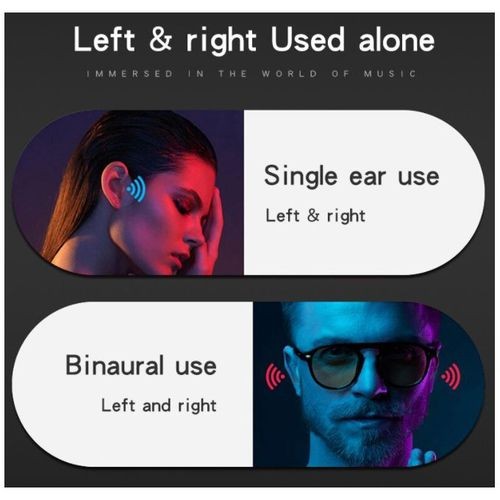 Left & right Used alone
IMMERSED IN THE WORLD OF MUSIC
Single ear use
Left & right
Binaural use
Left and right